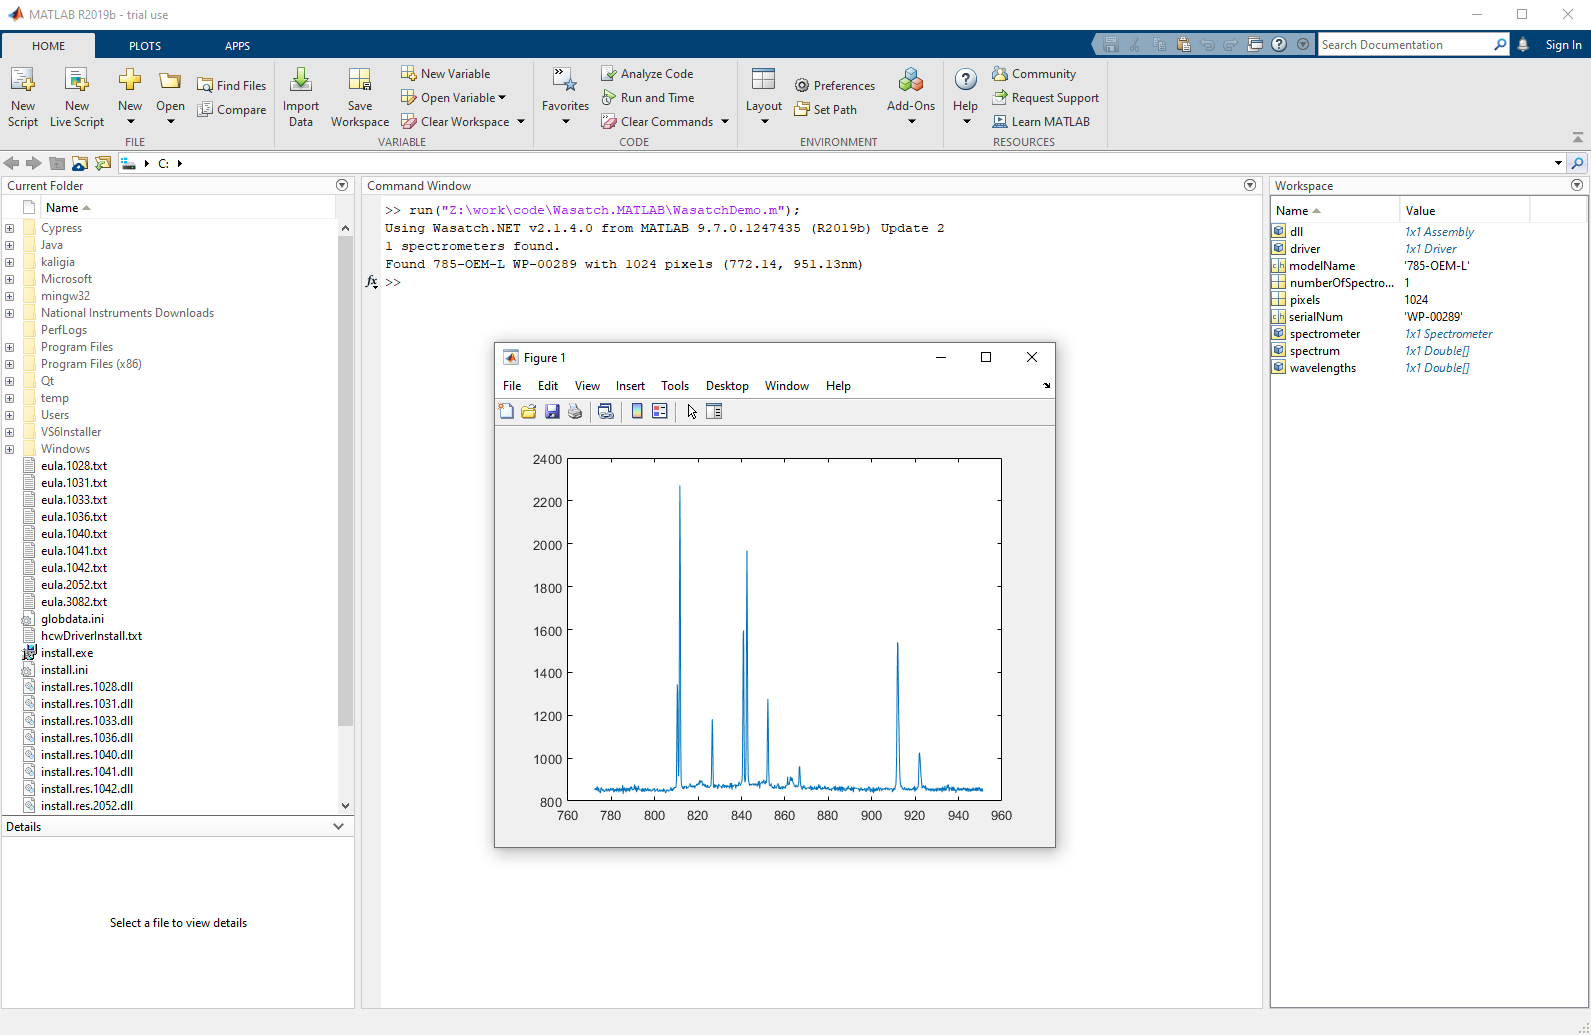 MATLAB R2019b - trial use
HOME PLOTS APPS
Search Documentation
Sign In
New Script
New Live Script
New
Open
Find Files
Compare
FILE
Import Data
Save Workspace
New Variable
Open Variable
Clear Workspace
VARIABLE
Favorites
Analyze Code
Run and Time
Clear Commands
CODE
Layout
Preferences
Set Path
Add-Ons
ENVIRONMENT
Help
Community
Request Support
Learn MATLAB
RESOURCES
C:
Current Folder
Name
Cypress
Java
kaligia
Microsoft
mingw32
National Instruments Downloads
PerfLogs
Program Files
Program Files (x86)
Qt
temp
Users
VS6Installer
Windows
eula.1028.txt
eula.1031.txt
eula.1033.txt
eula.1036.txt
eula.1040.txt
eula.1041.txt
eula.1042.txt
eula.2052.txt
eula.3082.txt
globdata.ini
hcwDriverInstall.txt
install.exe
install.ini
install.res.1028.dll
install.res.1031.dll
install.res.1033.dll
install.res.1036.dll
install.res.1040.dll
install.res.1041.dll
install.res.1042.dll
install.res.2052.dll
Details
Select a file to view details
Command Window
>> run("Z:\work\code\Wasatch.MATLAB\WasatchDemo.m");
Using Wasatch.NET v2.1.4.0 from MATLAB 9.7.0.1247435 (R2019b) Update 2
1 spectrometers found.
Found 785-OEM-L WP-00289 with 1024 pixels (772.14, 951.13nm)
fx >>
Figure 1
File Edit View Insert Tools Desktop Window Help
2400
2200
2000
1800
1600
1400
1200
1000
800
760 780 800 820 840 860 880 900 920 940 960
Workspace
Name Value
dll 1x1 Assembly
driver 1x1 Driver
modelName '785-OEM-L'
numberOfSpectro... 1
pixels 1024
serialNum 'WP-00289'
spectrometer 1x1 Spectrometer
spectrum 1x1 Double[]
wavelengths 1x1 Double[]